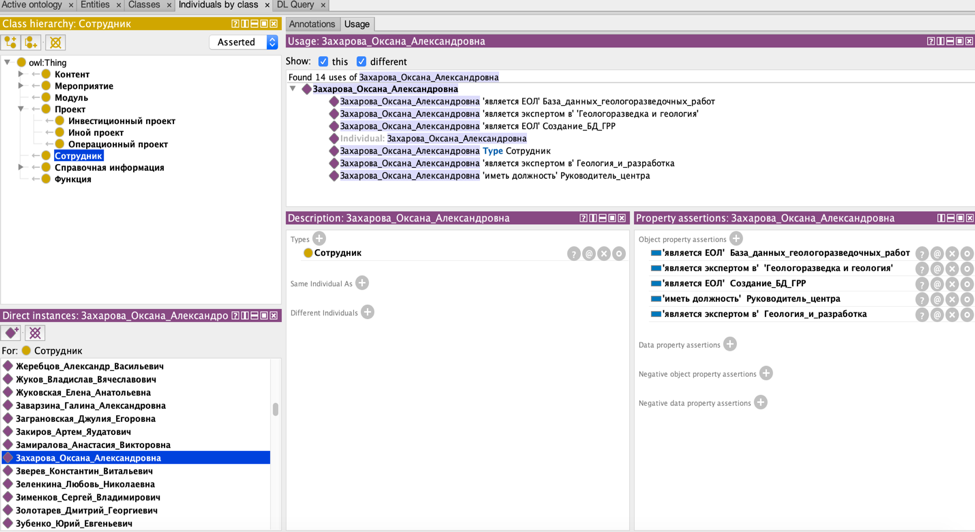 Active ontology × Entities × Classes × Individuals by class × DL Query ×
Class hierarchy: Сотрудник
Asserted
owl:Thing
Контент
Мероприятие
Модуль
Проект
Инвестиционный проект
Иной проект
Операционный проект
Сотрудник
Справочная информация
Функция
Direct instances: Захарова_Оксана_Александро
For: Сотрудник
Жеребцов_Александр_Васильевич
Жуков_Владислав_Вячеславович
Жуковская_Елена_Анатольевна
Заварзина_Галина_Александровна
Заграновская_Джулия_Егоровна
Закиров_Артем_Яудатович
Замиралова_Анастасия_Викторовна
Захарова_Оксана_Александровна
Зверев_Константин_Витальевич
Зеленкина_Любовь_Николаевна
Зименков_Сергей_Владимирович
Золотарев_Дмитрий_Георгиевич
Зубенко_Юрий_Евгеньевич
Annotations Usage
Usage: Захарова_Оксана_Александровна
Show: this different
Found 14 uses of Захарова_Оксана_Александровна
Захарова_Оксана_Александровна
Захарова_Оксана_Александровна 'является ЕОЛ' База_данных_геологоразведочных_работ
Захарова_Оксана_Александровна 'является экспертом в' 'Геологоразведка и геология'
Захарова_Оксана_Александровна 'является ЕОЛ' Создание_БД_ГРР
Individual: Захарова_Оксана_Александровна
Захарова_Оксана_Александровна Type Сотрудник
Захарова_Оксана_Александровна 'является экспертом в' Геология_и_разработка
Захарова_Оксана_Александровна 'иметь должность' Руководитель_центра
Description: Захарова_Оксана_Александровна
Types
Сотрудник
Same Individual As
Different Individuals
Property assertions: Захарова_Оксана_Александровна
Object property assertions
'является ЕОЛ' База_данных_геологоразведочных_работ
'является экспертом в' 'Геологоразведка и геология'
'является ЕОЛ' Создание_БД_ГРР
'иметь должность' Руководитель_центра
'является экспертом в' Геология_и_разработка
Data property assertions
Negative object property assertions
Negative data property assertions